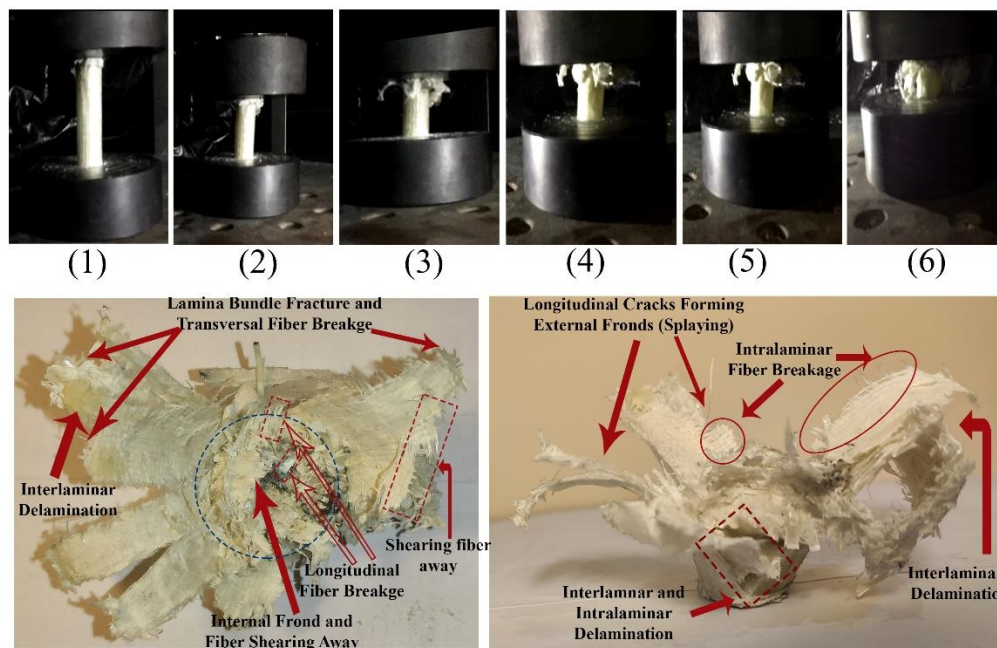 (1)
(2)
(3)
(4)
(5)
(6)
Lamina Bundle Fracture and
Transversal Fiber Breakge
Interlaminar
Delamination
Shearing fiber
away
Longitudinal
Fiber Breakge
Internal Frond and
Fiber Shearing Away
Longitudinal Cracks Forming
External Fronds (Splaying)
Intralaminar
Fiber Breakage
Interlamnar and
Intralaminar
Delamination
Interlaminar
Delamination